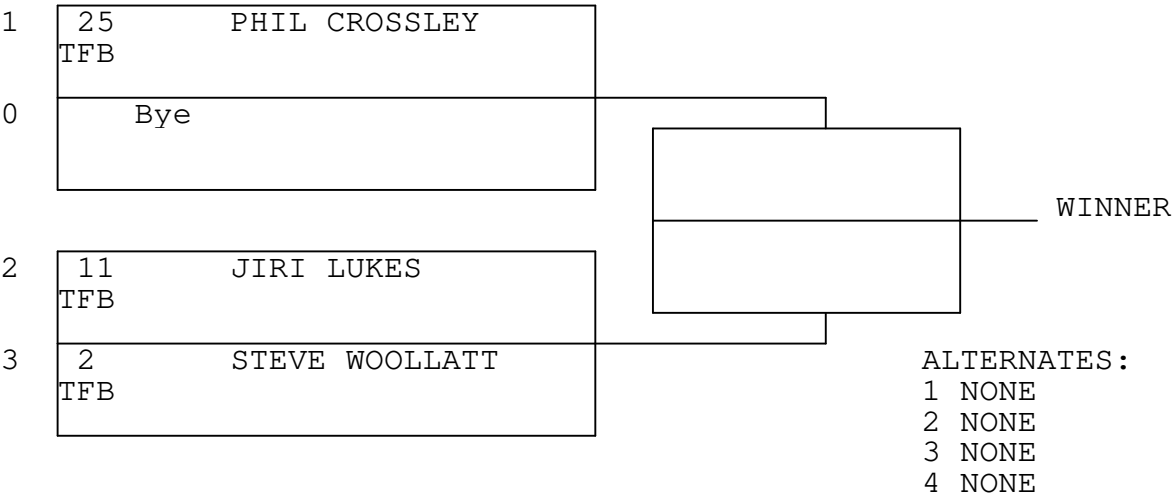 1 25 PHIL CROSSLEY
TFB
0 Bye
WINNER
2 11 JIRI LUKES
TFB
3 2 STEVE WOOLLATT
TFB
ALTERNATES:
1 NONE
2 NONE
3 NONE
4 NONE